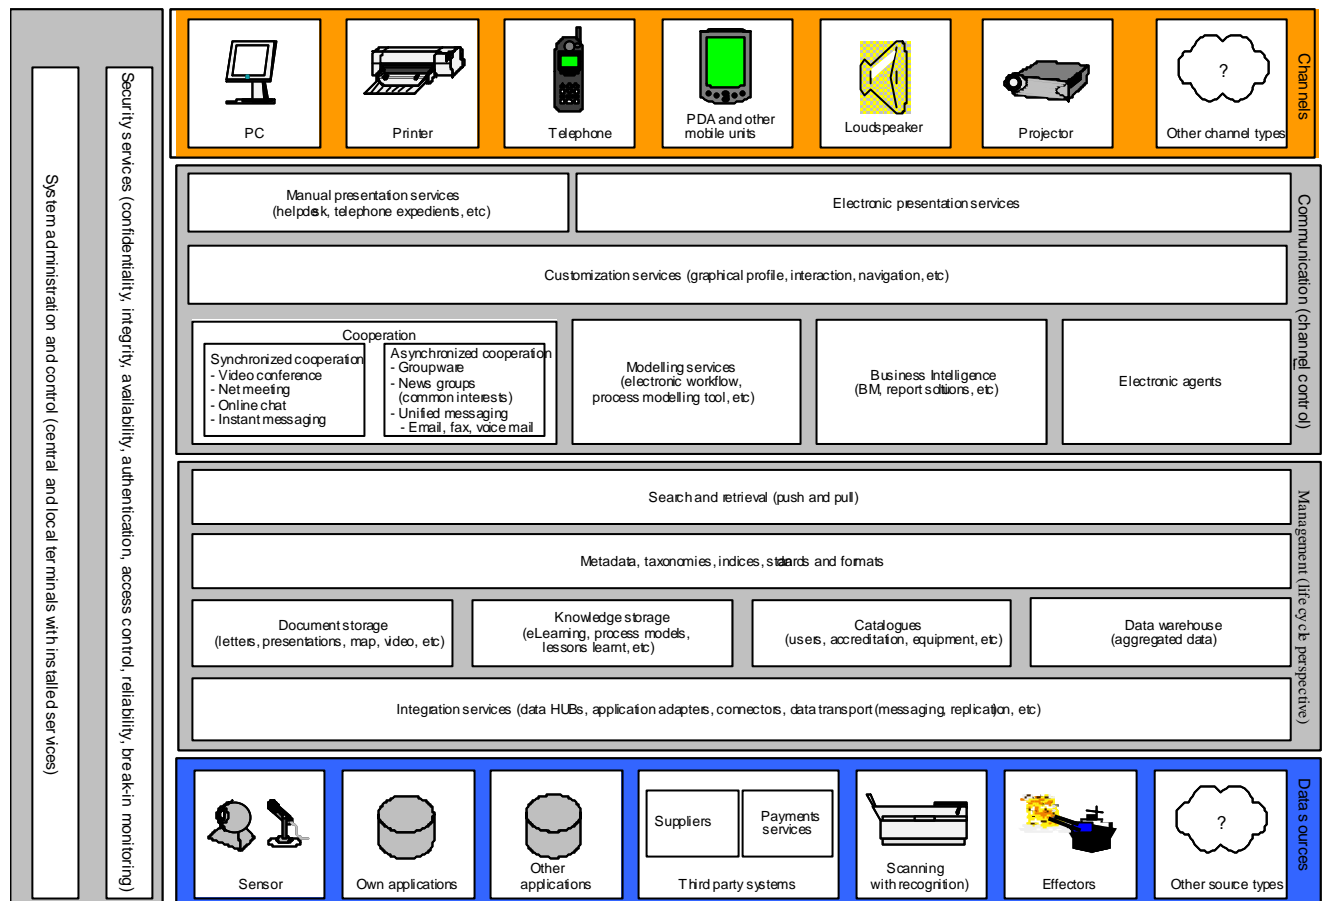 System administration and control (central and local terminals with installed services)
Security services (confidentiality, integrity, availability, authentication, access control, reliability, break-in monitoring)
Channels
PC
Printer
Telephone
PDA and other
mobile units
Loudspeaker
Projector
?
Other channel types
Communication (channel control)
Manual presentation services
(helpdesk, telephone expedients, etc)
Electronic presentation services
Customization services (graphical profile, interaction, navigation, etc)
Cooperation
Synchronized cooperation
- Video conference
- Net meeting
- Online chat
- Instant messaging
Asynchronized cooperation
- Groupware
- News groups
(common interests)
- Unified messaging
- Email, fax, voice mail
Modelling services
(electronic workflow,
process modelling tool, etc)
Business Intelligence
(BM, report soltuions, etc)
Electronic agents
Management (life cycle perspective)
Search and retrieval (push and pull)
Metadata, taxonomies, indices, standards and formats
Document storage
(letters, presentations, map, video, etc)
Knowledge storage
(eLearning, process models,
lessons learnt, etc)
Catalogues
(users, accreditation, equipment, etc)
Data warehouse
(aggregated data)
Integration services (data HUBs, application adapters, connectors, data transport (messaging, replication, etc)
Data sources
Sensor
Own applications
Other
applications
Suppliers
Payments
services
Third party systems
Scanning
with recognition)
Effectors
?
Other source types